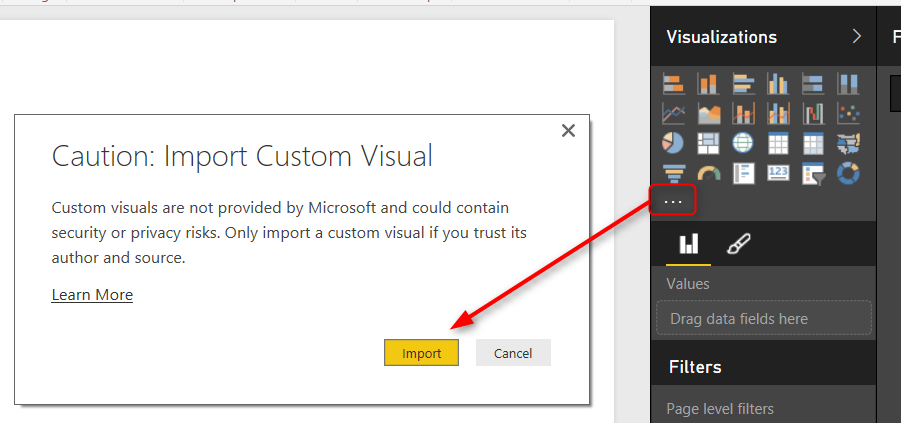 Visualizations
F
Caution: Import Custom Visual
Custom visuals are not provided by Microsoft and could contain
security or privacy risks. Only import a custom visual if you trust its
author and source.
Learn More
Import
Cancel
123
...
Values
Drag data fields here
Filters
Page level filters